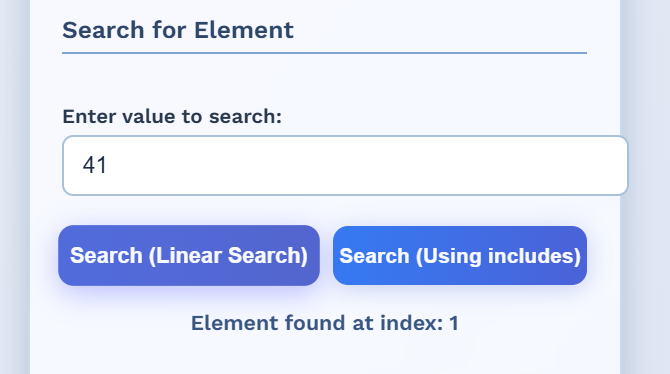 Search for Element
Enter value to search:
41
Search (Linear Search) Search (Using includes)
Element found at index: 1